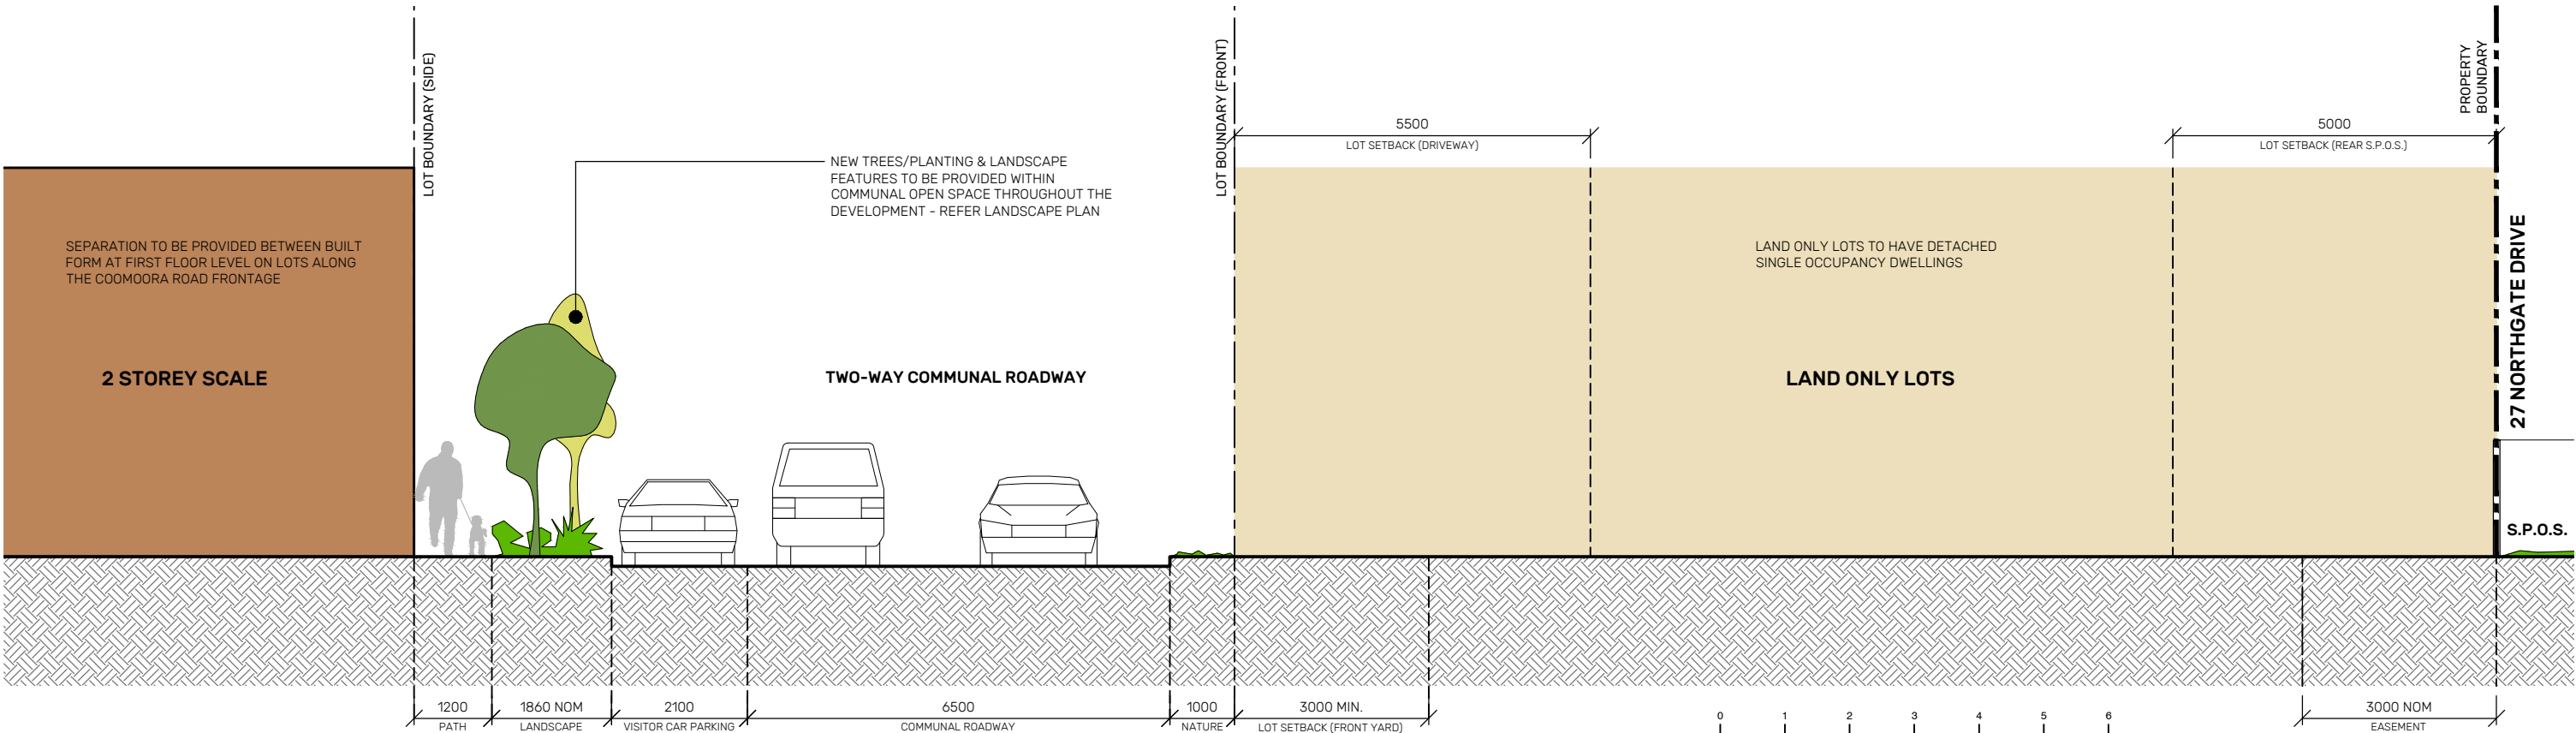 LOT BOUNDARY (SIDE)
LOT BOUNDARY (FRONT)
PROPERTY
BOUNDARY
5500
LOT SETBACK (DRIVEWAY)
5000
LOT SETBACK (REAR S.P.O.S.)
NEW TREES/PLANTING & LANDSCAPE
FEATURES TO BE PROVIDED WITHIN
COMMUNAL OPEN SPACE THROUGHOUT THE
DEVELOPMENT - REFER LANDSCAPE PLAN
SEPARATION TO BE PROVIDED BETWEEN BUILT
FORM AT FIRST FLOOR LEVEL ON LOTS ALONG
THE COOMOORA ROAD FRONTAGE
LAND ONLY LOTS TO HAVE DETACHED
SINGLE OCCUPANCY DWELLINGS
27 NORTHGATE DRIVE
2 STOREY SCALE
TWO-WAY COMMUNAL ROADWAY
LAND ONLY LOTS
S.P.O.S.
1200
PATH
1860 NOM
LANDSCAPE
2100
VISITOR CAR PARKING
6500
COMMUNAL ROADWAY
1000
NATURE
3000 MIN.
LOT SETBACK (FRONT YARD)
0 1 2 3 4 5 6
3000 NOM
EASEMENT